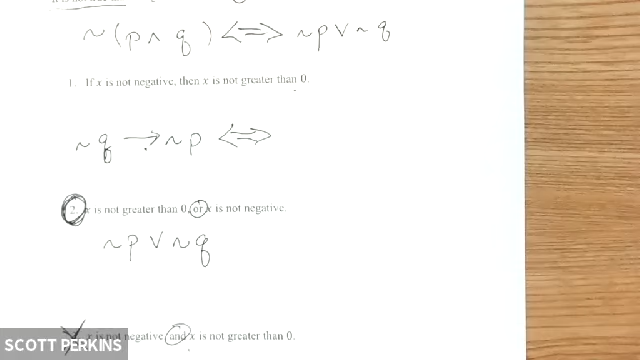 ~(p ∧ q) <=> ~p ∨ ~q
1. If x is not negative, then x is not greater than 0.
~q → ~p <=>
2. x is not greater than 0, or x is not negative.
~p ∨ ~q
x is not negative and x is not greater than 0.
SCOTT PERKINS